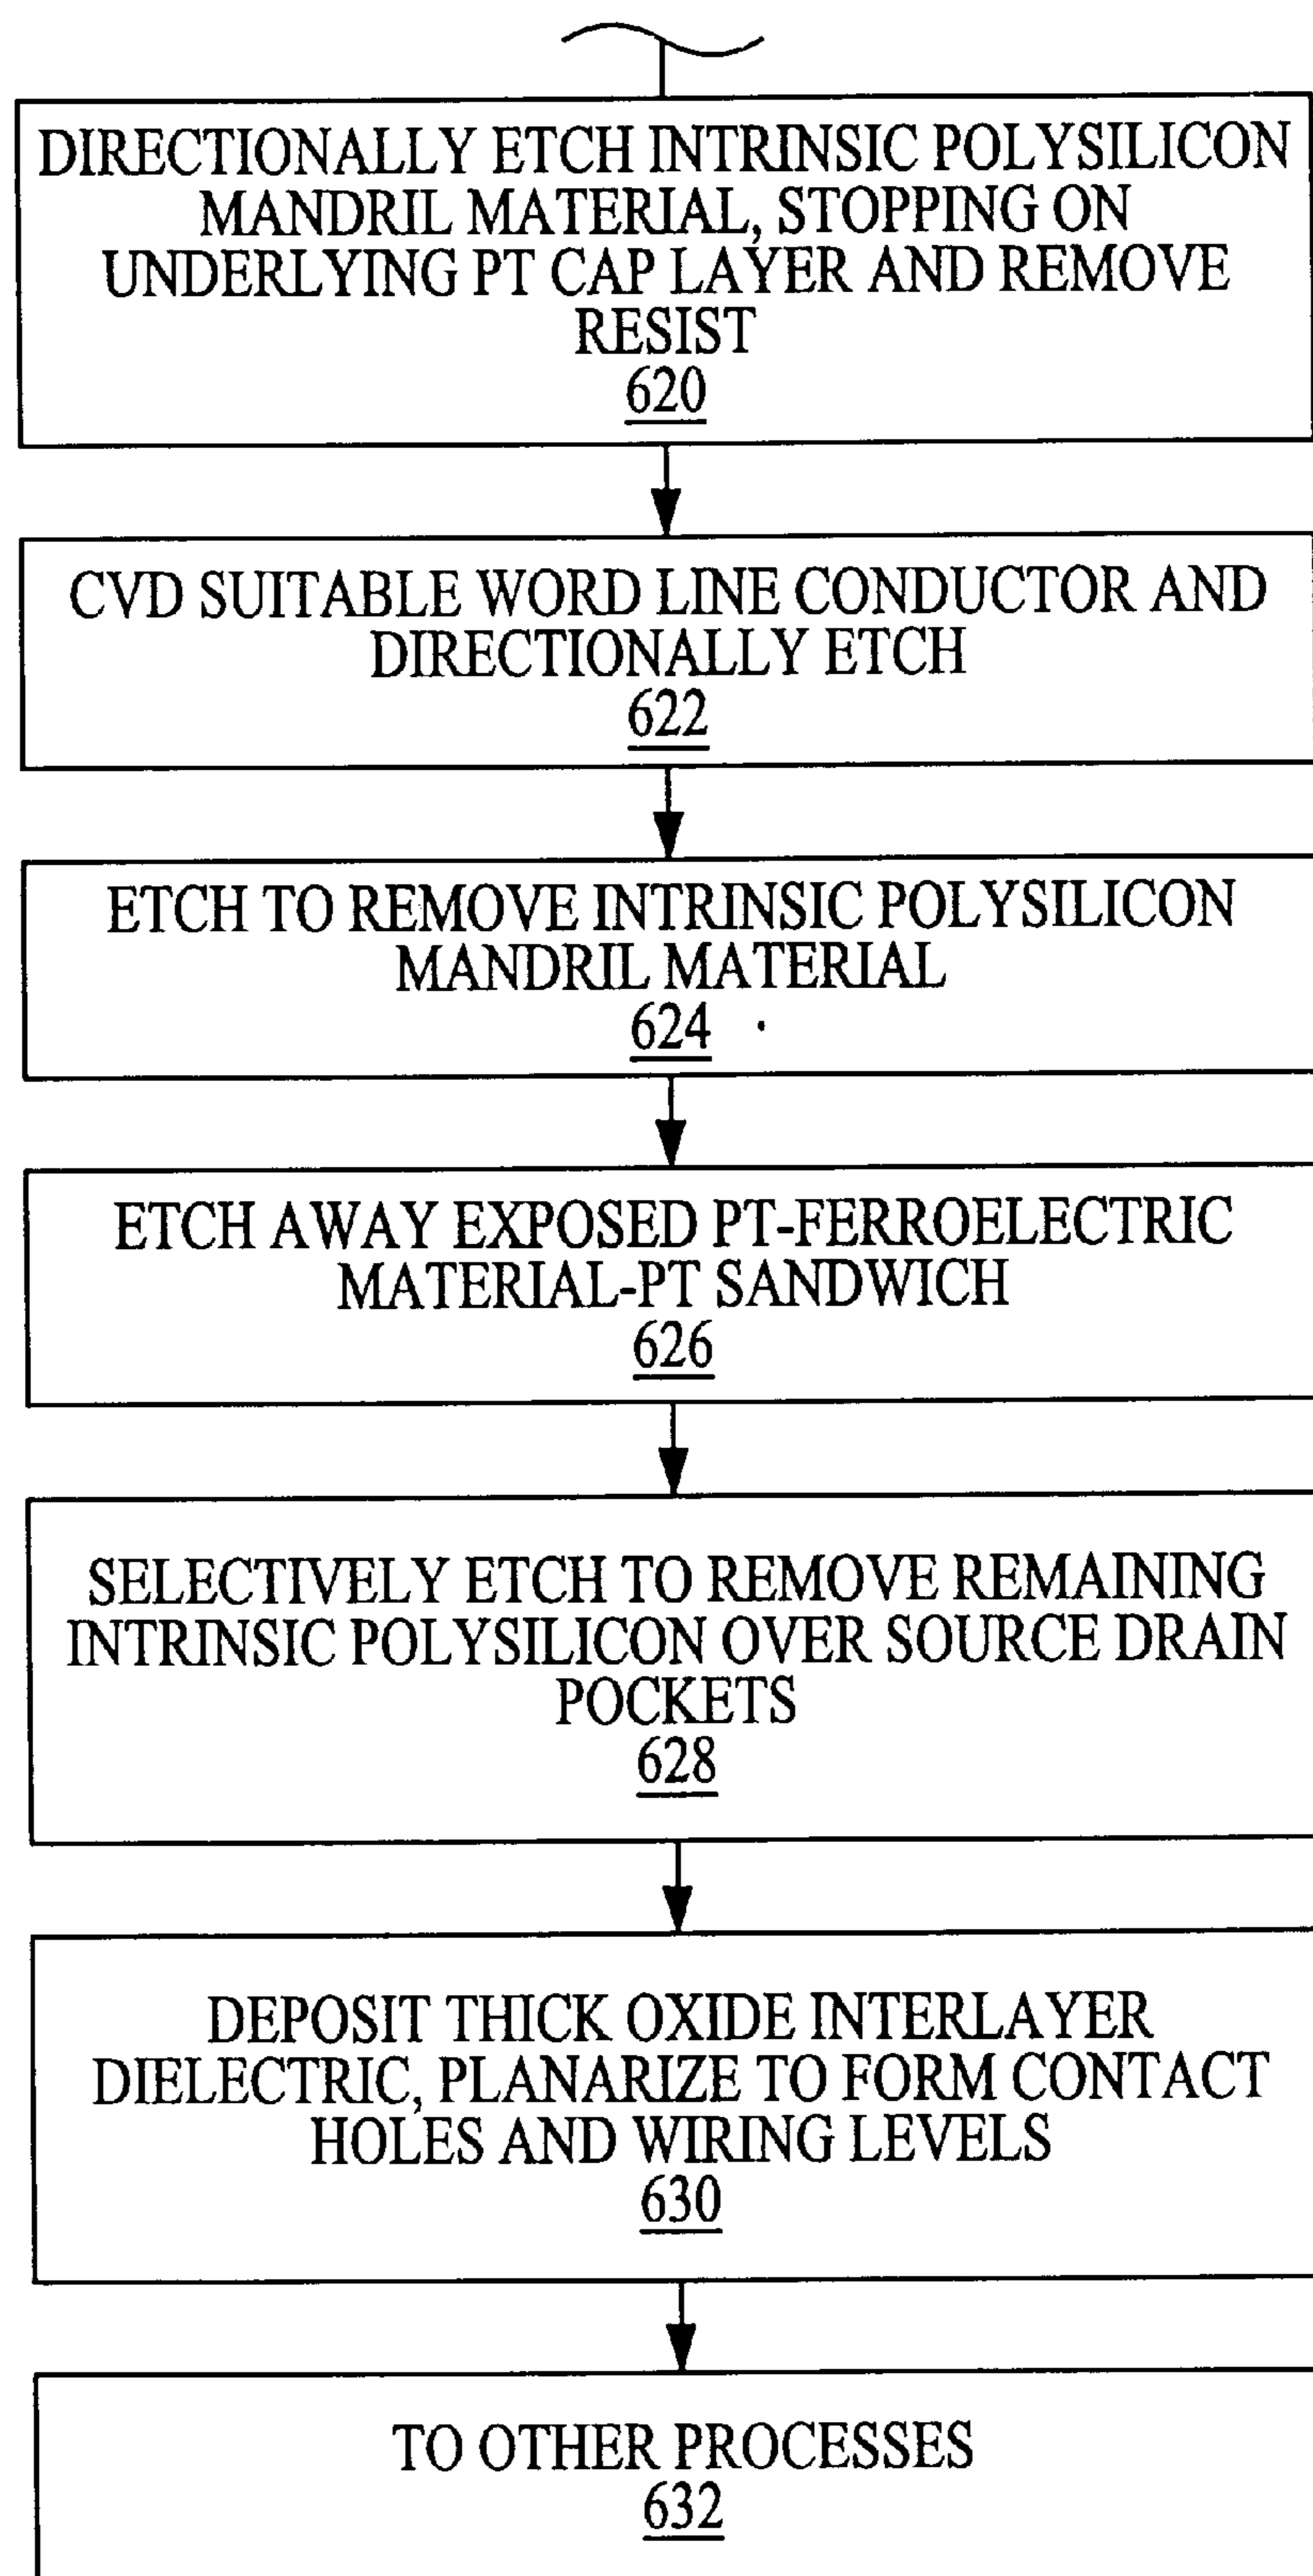 DIRECTIONALLY ETCH INTRINSIC POLYSILICON
MANDRIL MATERIAL, STOPPING ON
UNDERLYING PT CAP LAYER AND REMOVE
RESIST
620
CVD SUITABLE WORD LINE CONDUCTOR AND
DIRECTIONALLY ETCH
622
ETCH TO REMOVE INTRINSIC POLYSILICON
MANDRIL MATERIAL
624
ETCH AWAY EXPOSED PT-FERROELECTRIC
MATERIAL-PT SANDWICH
626
SELECTIVELY ETCH TO REMOVE REMAINING
INTRINSIC POLYSILICON OVER SOURCE DRAIN
POCKETS
628
DEPOSIT THICK OXIDE INTERLAYER
DIELECTRIC, PLANARIZE TO FORM CONTACT
HOLES AND WIRING LEVELS
630
TO OTHER PROCESSES
632